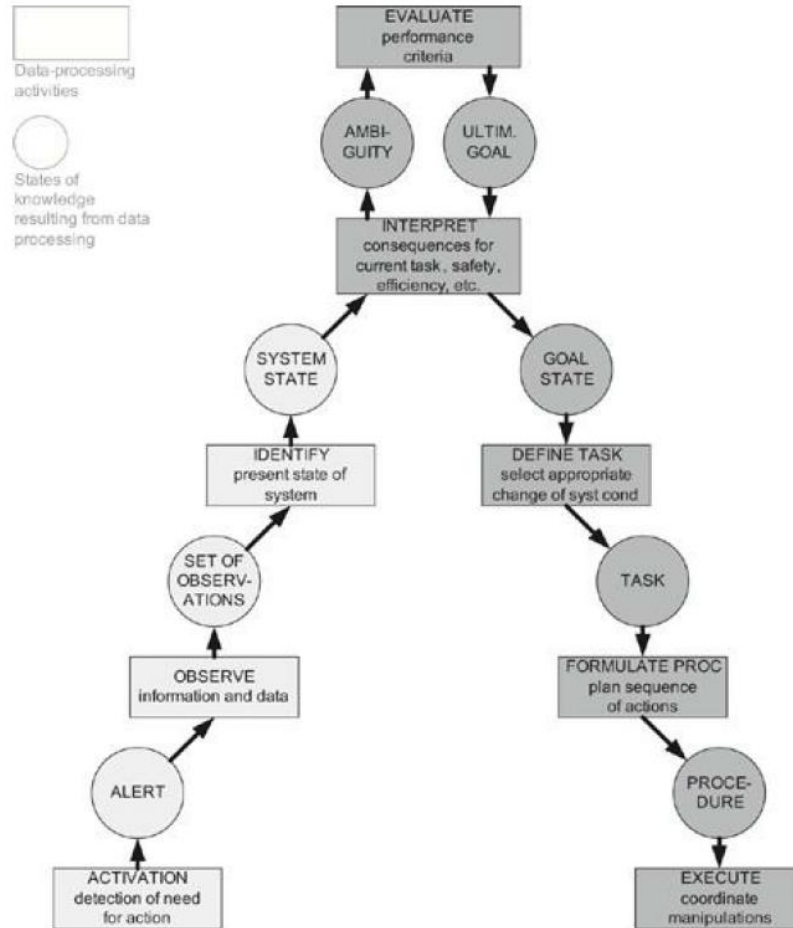 Data-processing
activities
States of
knowledge
resulting from data
processing
EVALUATE
performance
criteria
AMBI-
GUITY
ULTIM.
GOAL
INTERPRET
consequences for
current task, safety,
efficiency, etc.
SYSTEM
STATE
GOAL
STATE
IDENTIFY
present state of
system
DEFINE TASK
select appropriate
change of syst cond
SET OF
OBSERV-
ATIONS
TASK
OBSERVE
information and data
FORMULATE PROC
plan sequence
of actions
ALERT
PROCE-
DURE
ACTIVATION
detection of need
for action
EXECUTE
coordinate
manipulations